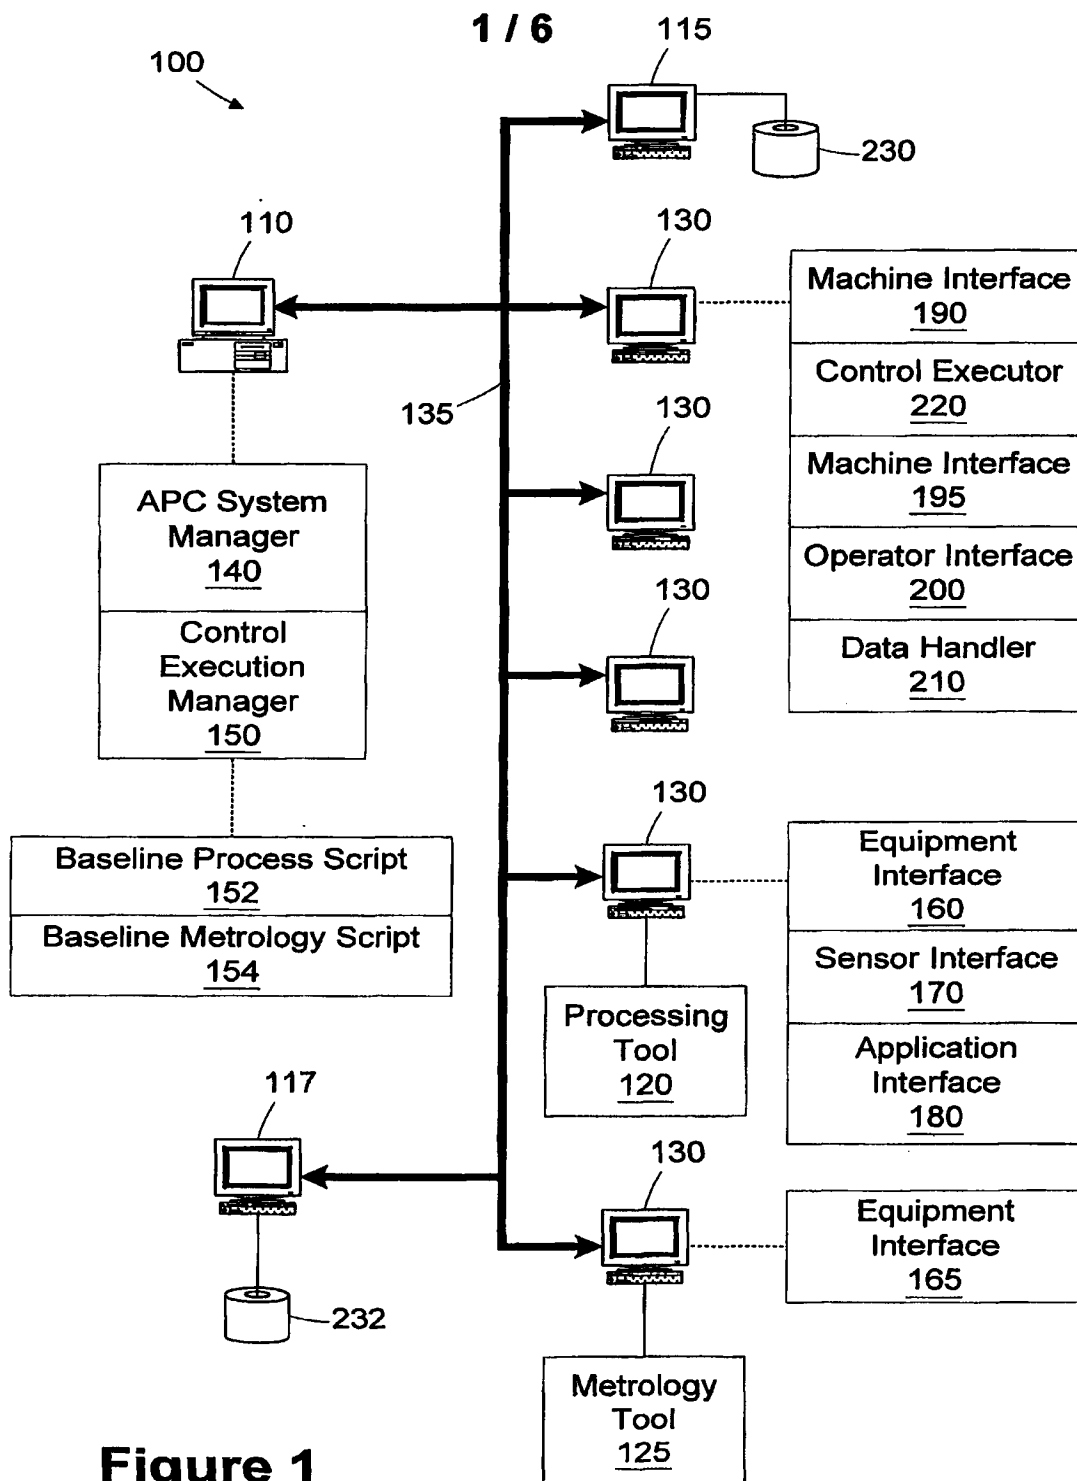 1 / 6
100
115
230
110
130
Machine Interface
190
Control Executor
220
Machine Interface
195
Operator Interface
200
Data Handler
210
135
130
130
APC System
Manager
140
Control
Execution
Manager
150
Baseline Process Script
152
Baseline Metrology Script
154
130
Equipment
Interface
160
Sensor Interface
170
Application
Interface
180
Processing
Tool
120
117
232
130
Equipment
Interface
165
Metrology
Tool
125
Figure 1